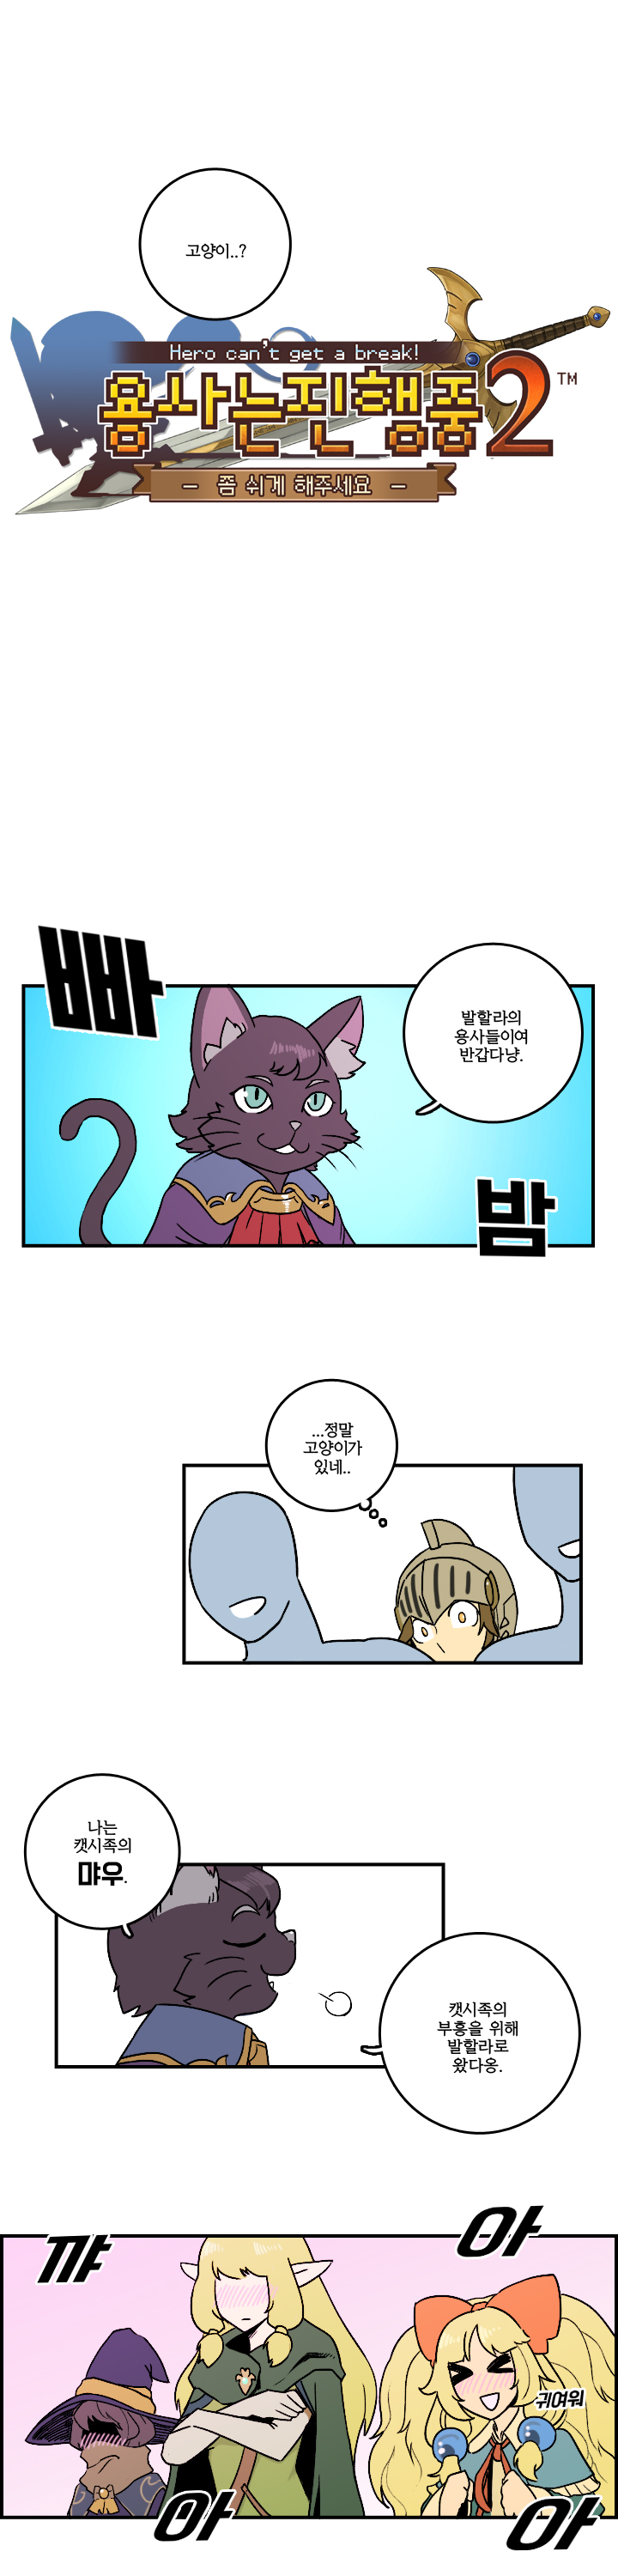 고양이..?
Hero can't get a break!
용사는진행중2™
- 좀 쉬게 해주세요 -
빠
발할라의
용사들이여
반갑다냥.
밤
...정말
고양이가
있네..
나는
캣시족의
먀우.
캣시족의
부흥을 위해
발할라로
왔다옹.
꺄
아
귀여워
아
아